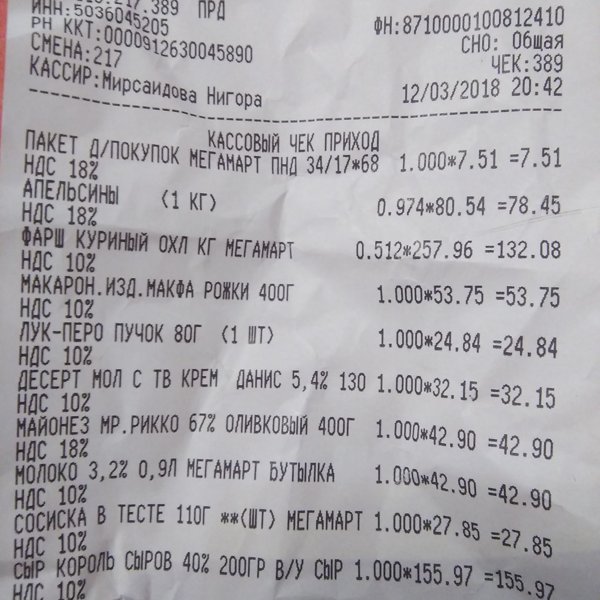 .389 ПРД
ИНН:5036045205
РН ККТ:0000912630045890
СМЕНА:217
КАССИР:Мирсаидова Нигора
ФН:8710000100812410
СНО: Общая
ЧЕК:389
12/03/2018 20:42
КАССОВЫЙ ЧЕК ПРИХОД
ПАКЕТ Д/ПОКУПОК МЕГАМАРТ ПНД 34/17*68 1.000*7.51 =7.51
НДС 18%
АПЕЛЬСИНЫ (1 КГ) 0.974*80.54 =78.45
НДС 18%
ФАРШ КУРИНЫЙ ОХЛ КГ МЕГАМАРТ 0.512*257.96 =132.08
НДС 10%
МАКАРОН.ИЗД.МАКФА РОЖКИ 400Г 1.000*53.75 =53.75
НДС 10%
ЛУК-ПЕРО ПУЧОК 80Г (1 ШТ) 1.000*24.84 =24.84
НДС 10%
ДЕСЕРТ МОЛ С ТВ КРЕМ ДАНИС 5,4% 130 1.000*32.15 =32.15
НДС 10%
МАЙОНЕЗ МР.РИККО 67% ОЛИВКОВЫЙ 400Г 1.000*42.90 =42.90
НДС 18%
МОЛОКО 3,2% 0,9Л МЕГАМАРТ БУТЫЛКА 1.000*42.90 =42.90
НДС 10%
СОСИСКА В ТЕСТЕ 110Г **(ШТ) МЕГАМАРТ 1.000*27.85 =27.85
НДС 10%
СЫР КОРОЛЬ СЫРОВ 40% 200ГР В/У СЫР 1.000*155.97 =155.97
НДС 10%